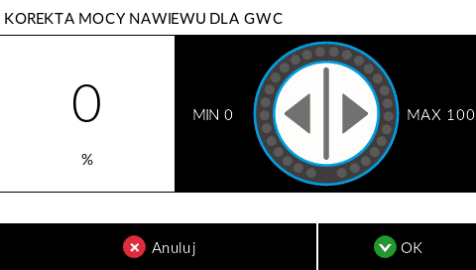 KOREKTA MOCY NAWIEWU DLA GWC
0
%
MIN 0
MAX 100
Anuluj
OK